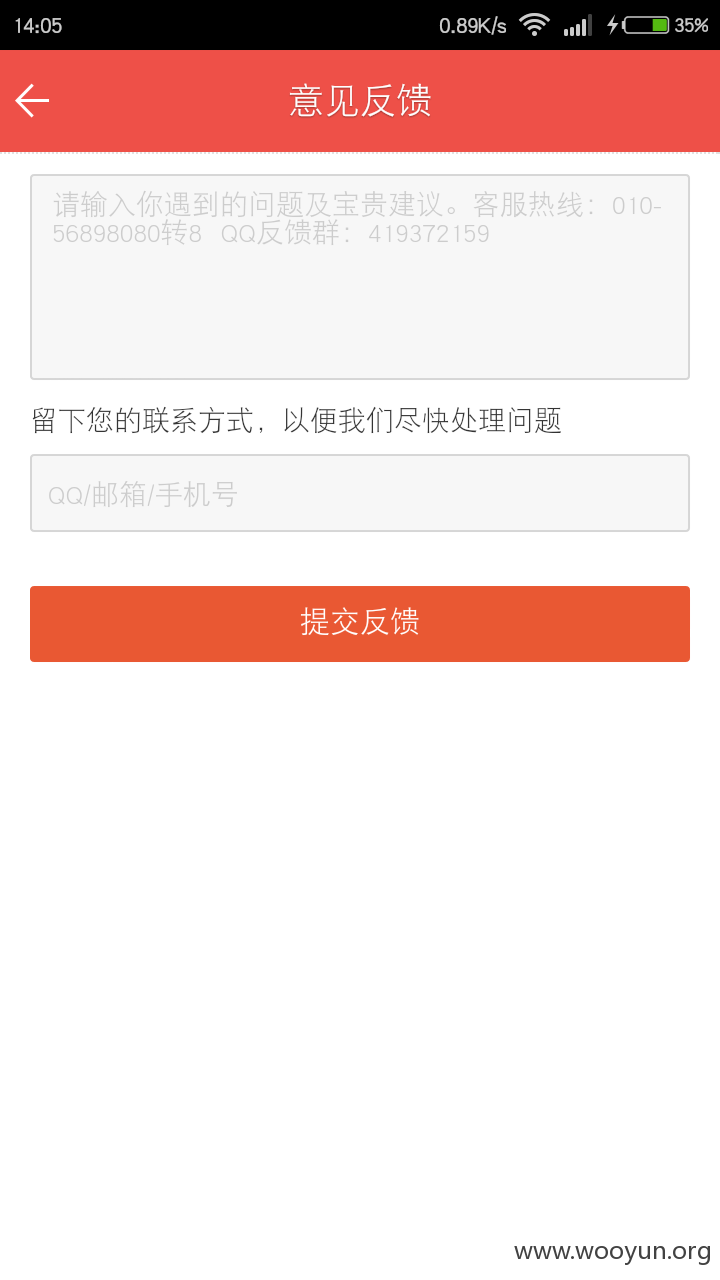 14:05 0.89K/s 35%
意见反馈
请输入你遇到的问题及宝贵建议。客服热线：010-
56898080转8 QQ反馈群：419372159
留下您的联系方式，以便我们尽快处理问题
QQ/邮箱/手机号
提交反馈
www.wooyun.org